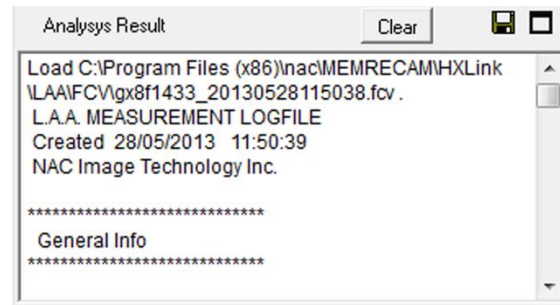 Analysys Result
Clear
Load C:\Program Files (x86)\nac\MEMRECAM\HXLink
\LAA\FCV\gx8f1433_20130528115038.fcv .
L.A.A. MEASUREMENT LOGFILE
Created 28/05/2013 11:50:39
NAC Image Technology Inc.
*****************************
General Info
*****************************